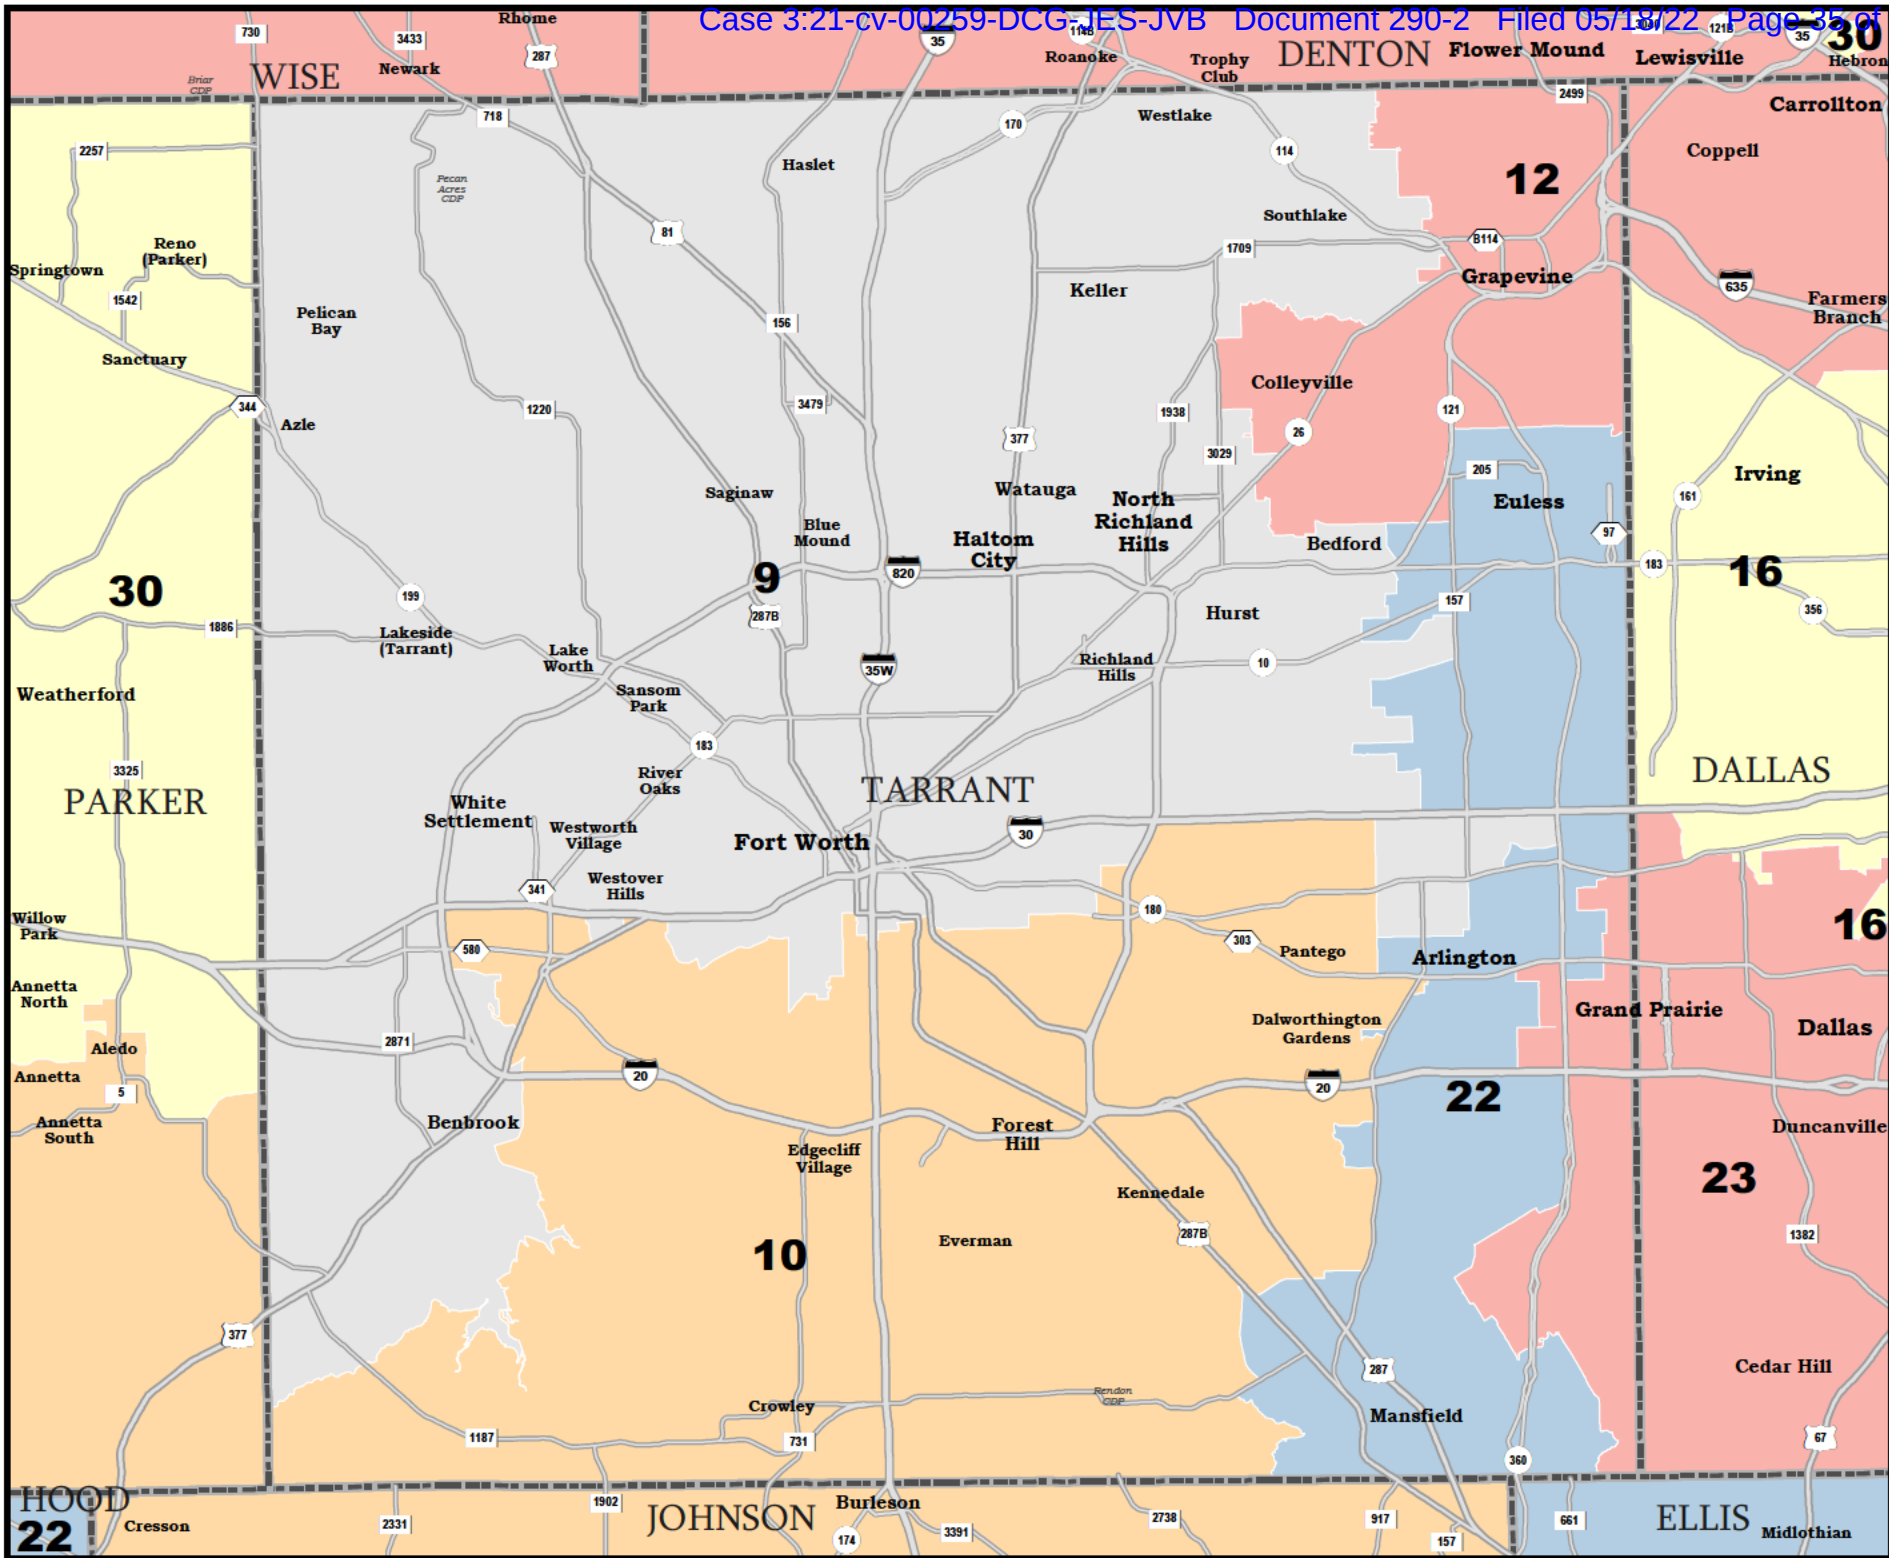 Case 3:21-cv-00259-DCG-JES-JVB Document 290-2 Filed 05/18/22 Page 35 of
30
Rhome
730
3433
287
35
114B
Roanoke
Trophy
Club
DENTON
Flower Mound
3040
121B
35
Lewisville
Hebron
Briar
CDP
WISE
Newark
2499
Carrollton
718
170
Westlake
114
2257
Haslet
12
Coppell
Pecan
Acres
CDP
81
Southlake
1709
B114
Reno
(Parker)
Springtown
1542
Grapevine
635
Keller
Farmers
Branch
Pelican
Bay
156
Sanctuary
Colleyville
344
Azle
1220
3479
377
1938
26
121
3029
205
Saginaw
Watauga
North
Richland
Hills
Euless
161
Irving
Blue
Mound
Haltom
City
Bedford
97
30
9
820
183
16
199
287B
Hurst
157
356
1886
Lakeside
(Tarrant)
Lake
Worth
35W
Richland
Hills
10
Weatherford
Sansom
Park
183
3325
River
Oaks
DALLAS
PARKER
TARRANT
White
Settlement
Westworth
Village
Fort Worth
30
341
Westover
Hills
180
Willow
Park
16
580
303
Pantego
Arlington
Annetta
North
Dalworthington
Gardens
Grand Prairie
Dallas
2871
Aledo
Annetta
20
20
22
5
Annetta
South
Benbrook
Forest
Hill
Duncanville
Edgecliff
Village
23
Kennedale
287B
1382
Everman
10
377
287
Cedar Hill
Rendon
CDP
Crowley
Mansfield
1187
731
67
360
HOOD
22
Cresson
2331
1902
JOHNSON
Burleson
174
3391
2738
917
157
661
ELLIS
Midlothian